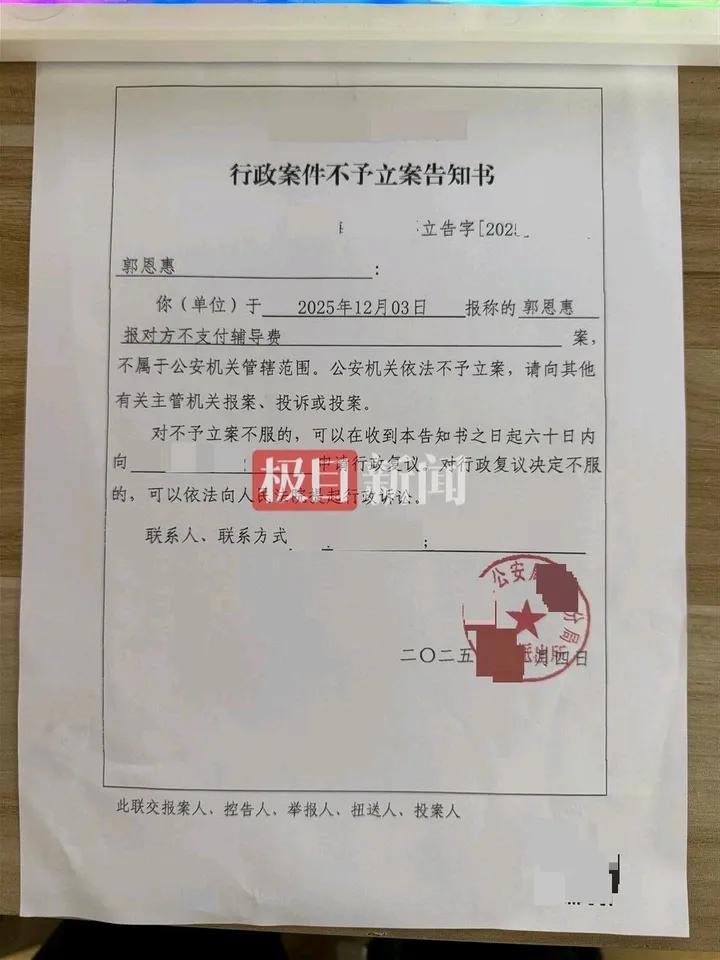 行政案件不予立案告知书
立告字[202
郭恩惠：
你（单位）于 2025年12月03日 报称的 郭恩惠
报对方不支付辅导费 案，
不属于公安机关管辖范围。公安机关依法不予立案，请向其他
有关主管机关报案、投诉或投案。
对不予立案不服的，可以在收到本告知书之日起六十日内
向 ； 申请行政复议，对行政复议决定不服
的，可以依法向人民法院提起行政诉讼。
极目新闻
联系人、联系方式 ；
公安 分局
派出所
二〇二五 月四日
此联交报案人、控告人、举报人、扭送人、投案人